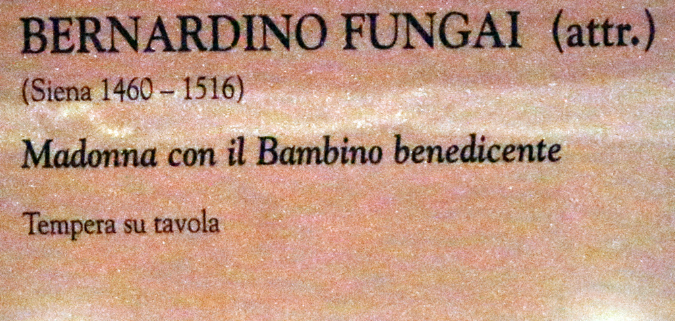 BERNARDINO FUNGAI (attr.)
(Siena 1460 – 1516)
Madonna con il Bambino benedicente
Tempera su tavola